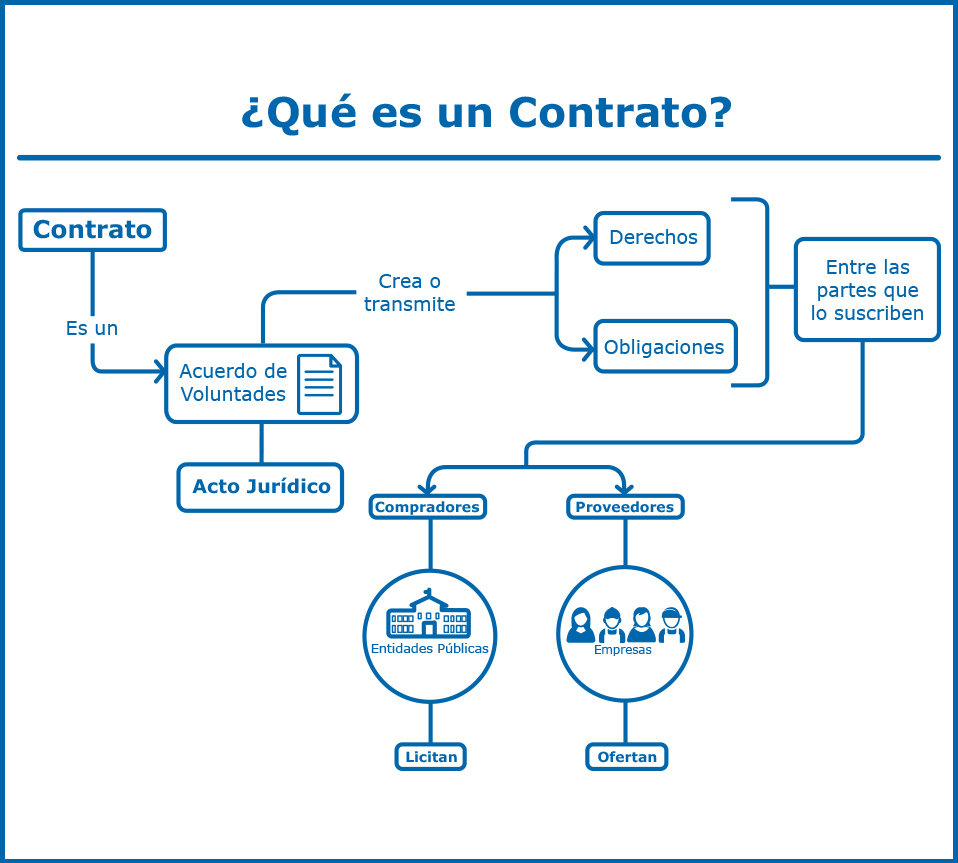 ¿Qué es un Contrato?
Contrato
Es un
Acuerdo de
Voluntades
Acto Jurídico
Crea o
transmite
Derechos
Obligaciones
Entre las
partes que
lo suscriben
Compradores
Proveedores
Entidades Públicas
Empresas
Licitan
Ofertan